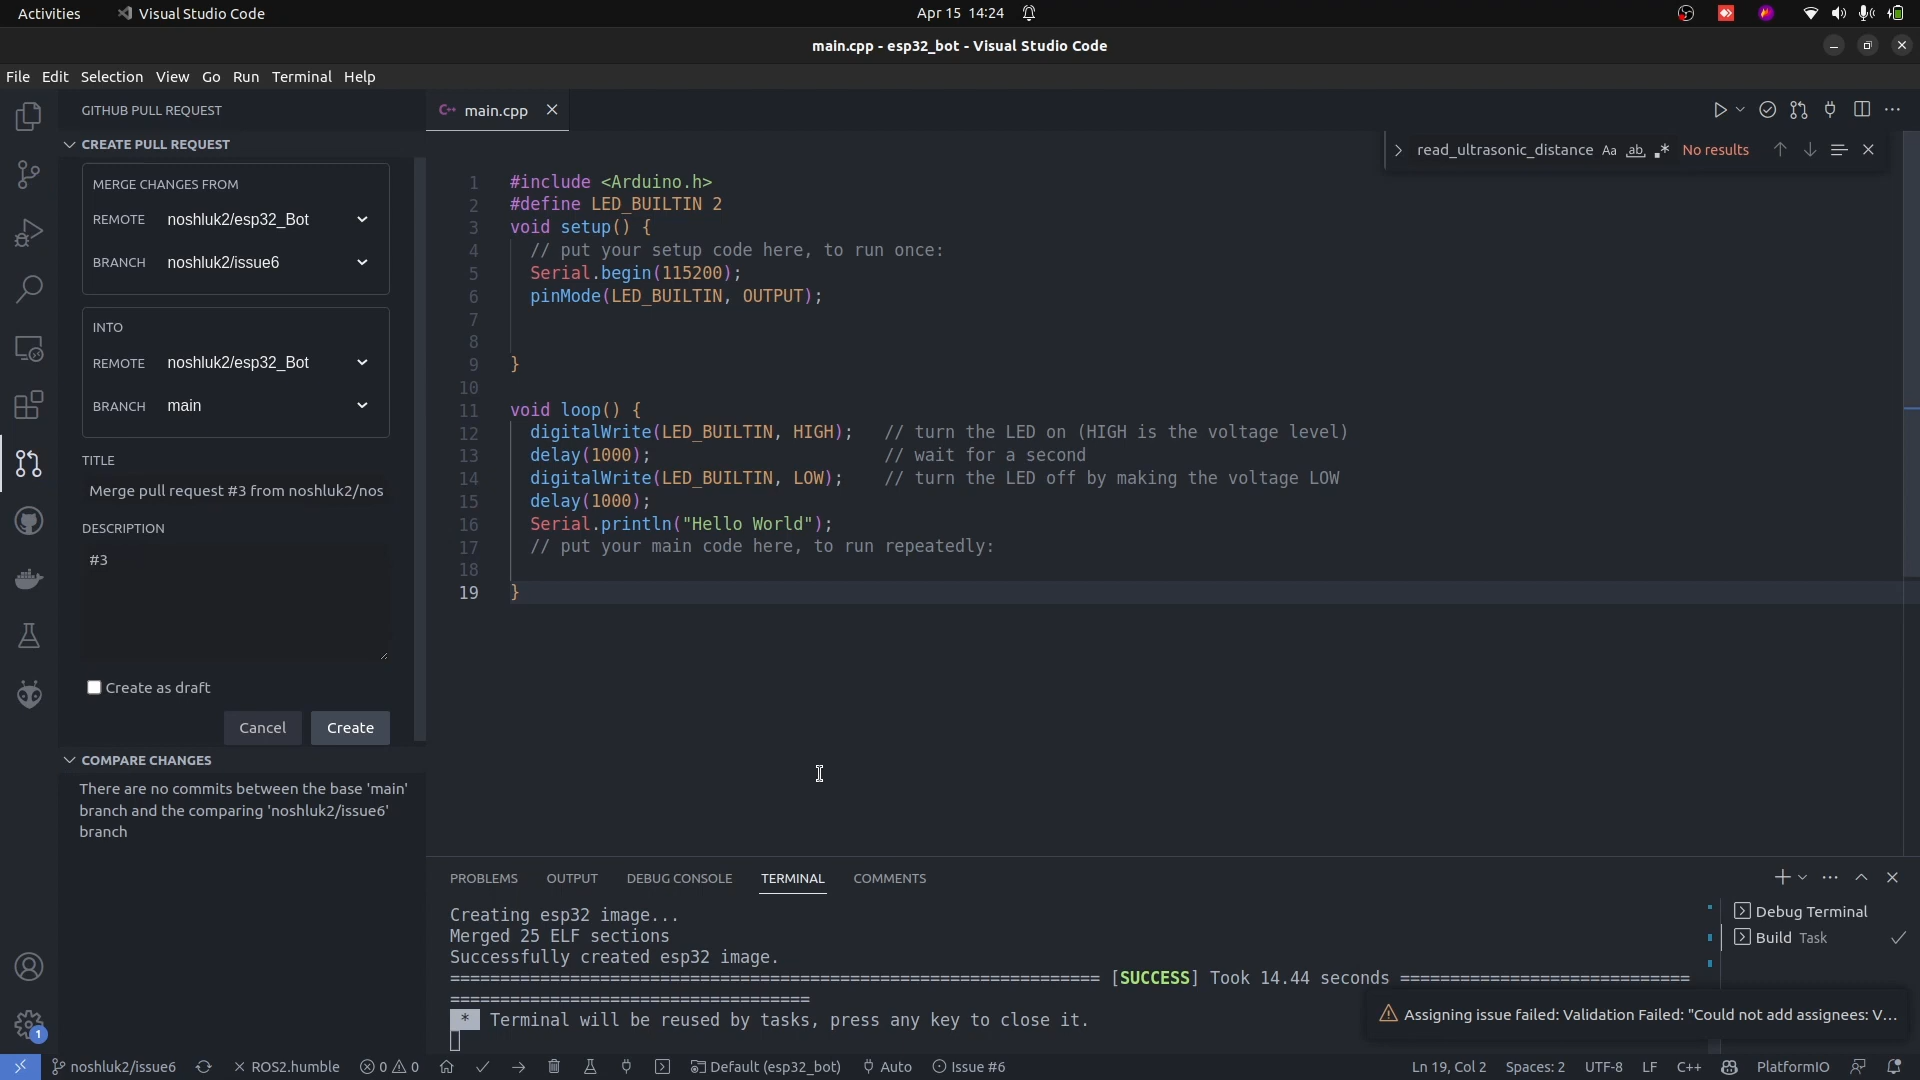 Activities Visual Studio Code Apr 15 14:24
main.cpp - esp32_bot - Visual Studio Code
File Edit Selection View Go Run Terminal Help
GITHUB PULL REQUEST
CREATE PULL REQUEST
MERGE CHANGES FROM
REMOTE noshluk2/esp32_Bot
BRANCH noshluk2/issue6
INTO
REMOTE noshluk2/esp32_Bot
BRANCH main
TITLE
Merge pull request #3 from noshluk2/nos
DESCRIPTION
#3
Create as draft
Cancel Create
COMPARE CHANGES
There are no commits between the base 'main'
branch and the comparing 'noshluk2/issue6'
branch
C++ main.cpp
read_ultrasonic_distance Aa ab .* No results
1 #include <Arduino.h>
2 #define LED_BUILTIN 2
3 void setup() {
4 // put your setup code here, to run once:
5 Serial.begin(115200);
6 pinMode(LED_BUILTIN, OUTPUT);
7
8
9 }
10
11 void loop() {
12 digitalWrite(LED_BUILTIN, HIGH); // turn the LED on (HIGH is the voltage level)
13 delay(1000); // wait for a second
14 digitalWrite(LED_BUILTIN, LOW); // turn the LED off by making the voltage LOW
15 delay(1000);
16 Serial.println("Hello World");
17 // put your main code here, to run repeatedly:
18
19 }
PROBLEMS OUTPUT DEBUG CONSOLE TERMINAL COMMENTS
Creating esp32 image...
Merged 25 ELF sections
Successfully created esp32 image.
================================================================ [SUCCESS] Took 14.44 seconds =============================
====================================
* Terminal will be reused by tasks, press any key to close it.
Debug Terminal
Build Task
Assigning issue failed: Validation Failed: "Could not add assignees: V...
1
noshluk2/issue6 ROS2.humble 0 0 Default (esp32_bot) Auto Issue #6 Ln 19, Col 2 Spaces: 2 UTF-8 LF C++ PlatformIO